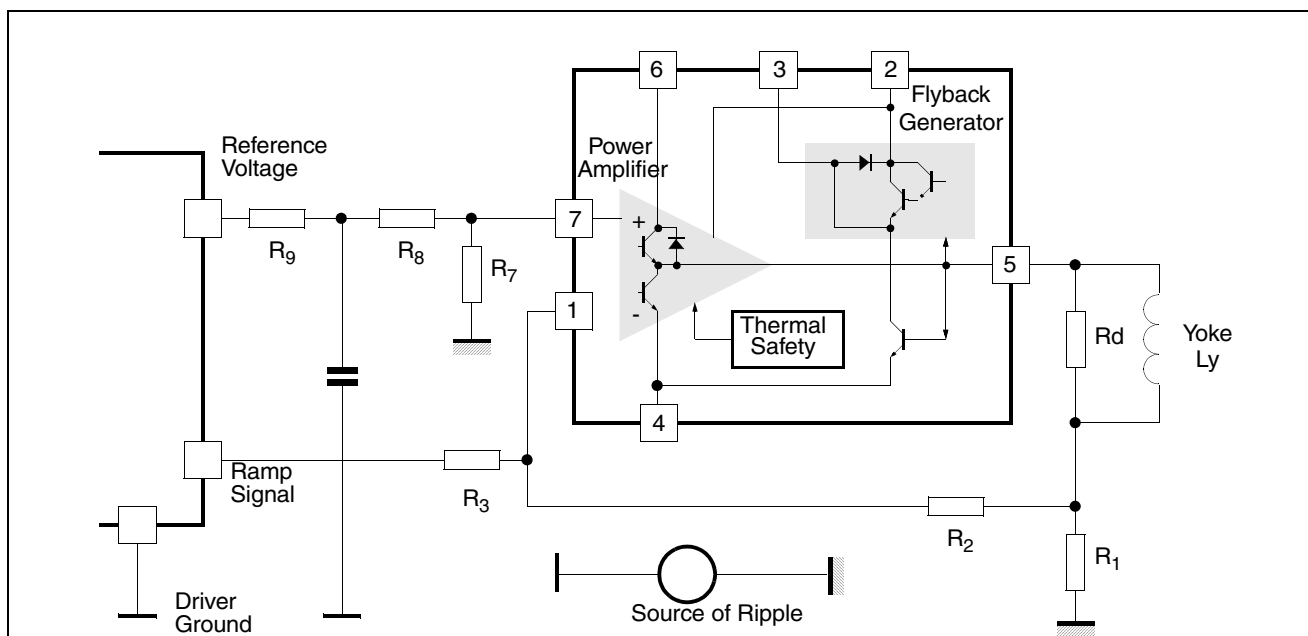 6
3
2
Flyback
Generator
Reference
Voltage
Power
Amplifier
7
+
R9
R8
R7
5
1
-
Thermal
Safety
Rd
Yoke
Ly
4
Ramp
Signal
R3
R2
R1
Driver
Ground
Source of Ripple